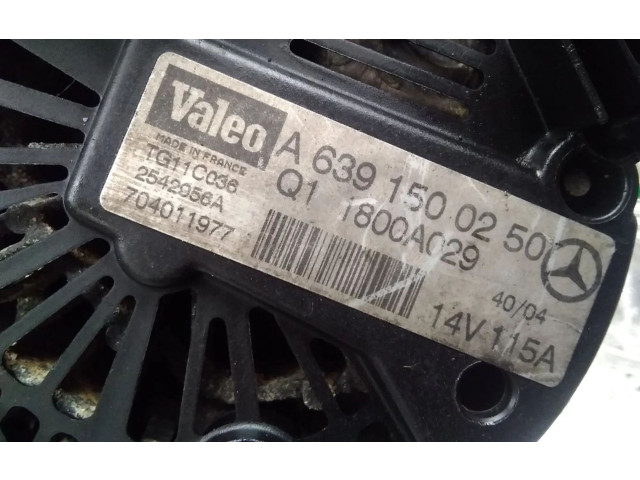 Valeo
MADE IN FRANCE
TG11C036
2542956A
704011977
A 639 150 02 50
Q1 1800A029
40/04
14V 115A